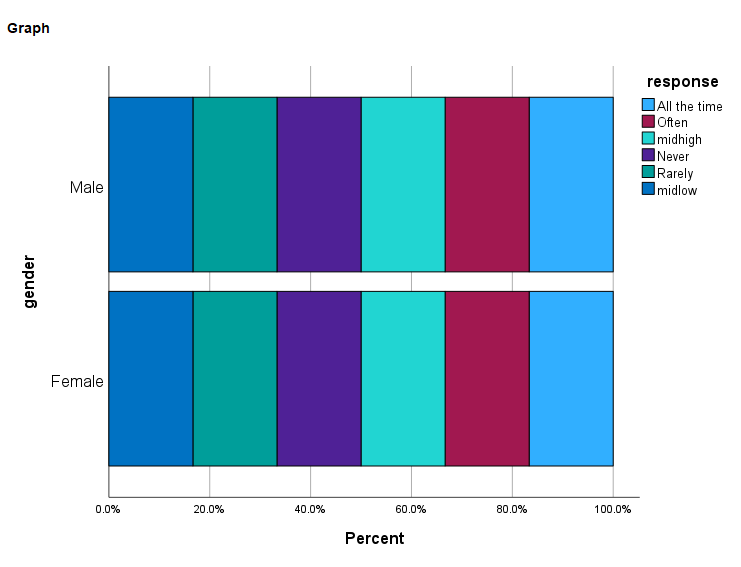 Graph
response
All the time
Often
midhigh
Never
Rarely
midlow
Male
gender
Female
0.0%
20.0%
40.0%
60.0%
80.0%
100.0%
Percent